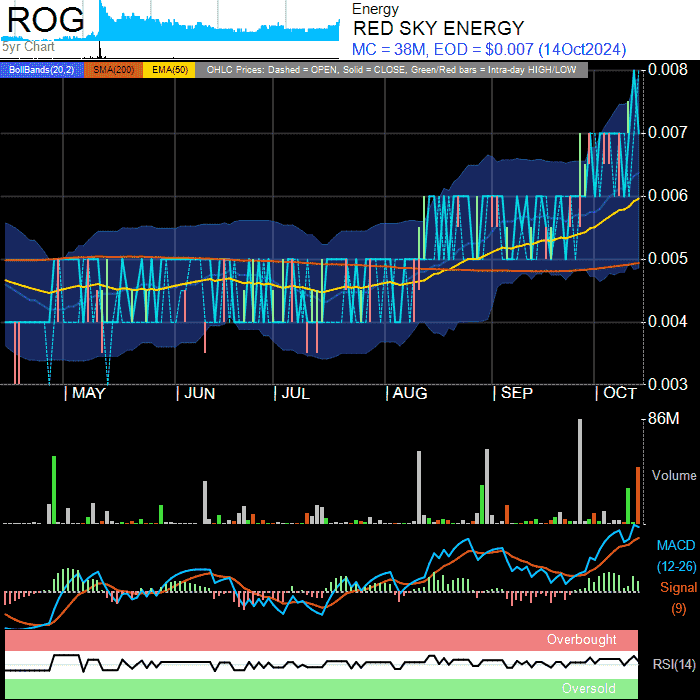 ROG
5yr Chart
Energy
RED SKY ENERGY
MC = 38M, EOD = $0.007 (14Oct2024)
BollBands(20,2) SMA(200) EMA(50) OHLC Prices: Dashed = OPEN, Solid = CLOSE, Green/Red bars = Intra-day HIGH/LOW
0.008
0.007
0.006
0.005
0.004
0.003
| MAY | JUN | JUL | AUG | SEP | OCT
86M
Volume
MACD
(12-26)
Signal
(9)
Overbought
RSI(14)
Oversold